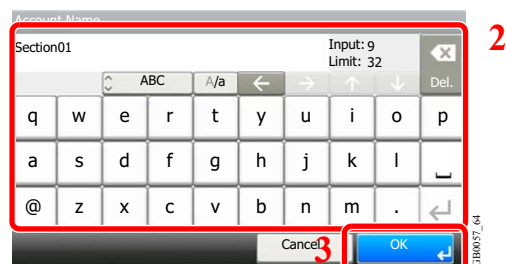 Account Name
2
Section01
Input: 9
Limit: 32
ABC A/a Del.
q w e r t y u i o p
a s d f g h j k l
@ z x c v b n m .
Cancel 3 OK
GB0057_64